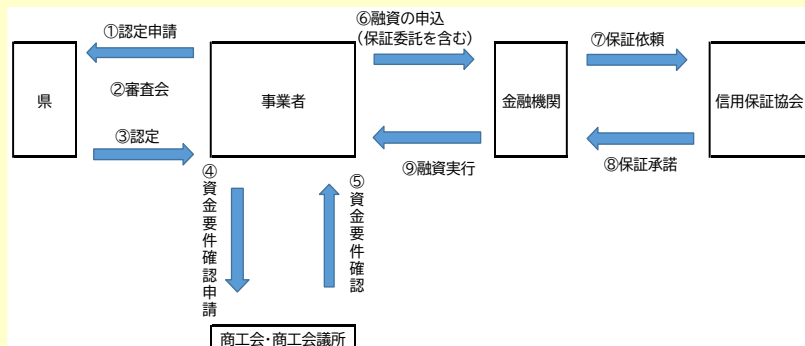 ①認定申請
⑥融資の申込
(保証委託を含む)
⑦保証依頼
県
②審査会
事業者
金融機関
信用保証協会
③認定
⑨融資実行
⑧保証承諾
④資金要件確認申請
⑤資金要件確認
商工会・商工会議所